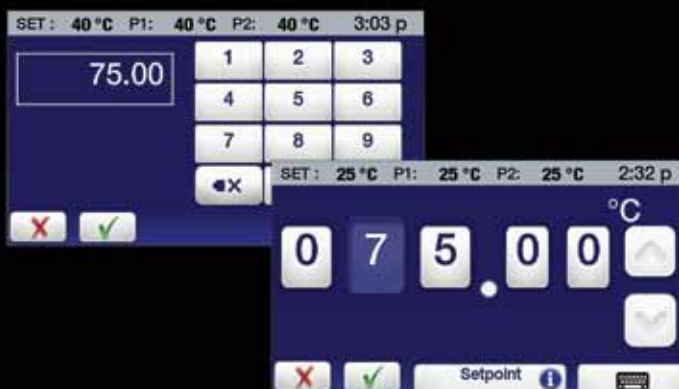 SET: 40 °C P1: 40 °C P2: 40 °C 3:03 p
75.00
1 2 3
4 5 6
7 8 9
X
SET: 25 °C P1: 25 °C P2: 25 °C 2:32 p
°C
0 7 5.0 0
Setpoint i